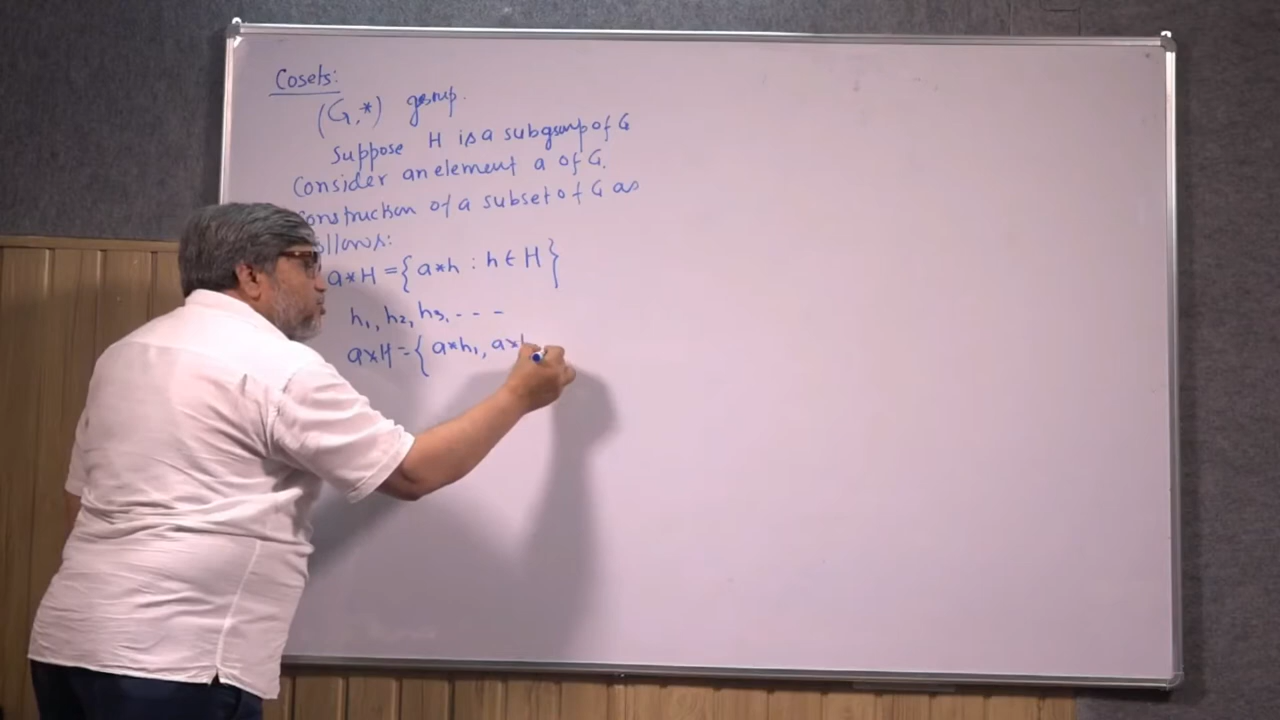 Cosets:
(G,*) group.
Suppose H is a subgroup of G
Consider an element a of G.
Construction of a subset of G as
follows:
a*H = {a*h : h ∈ H}
h₁, h₂, h₃, - - -
a*H = {a*h₁, a*h